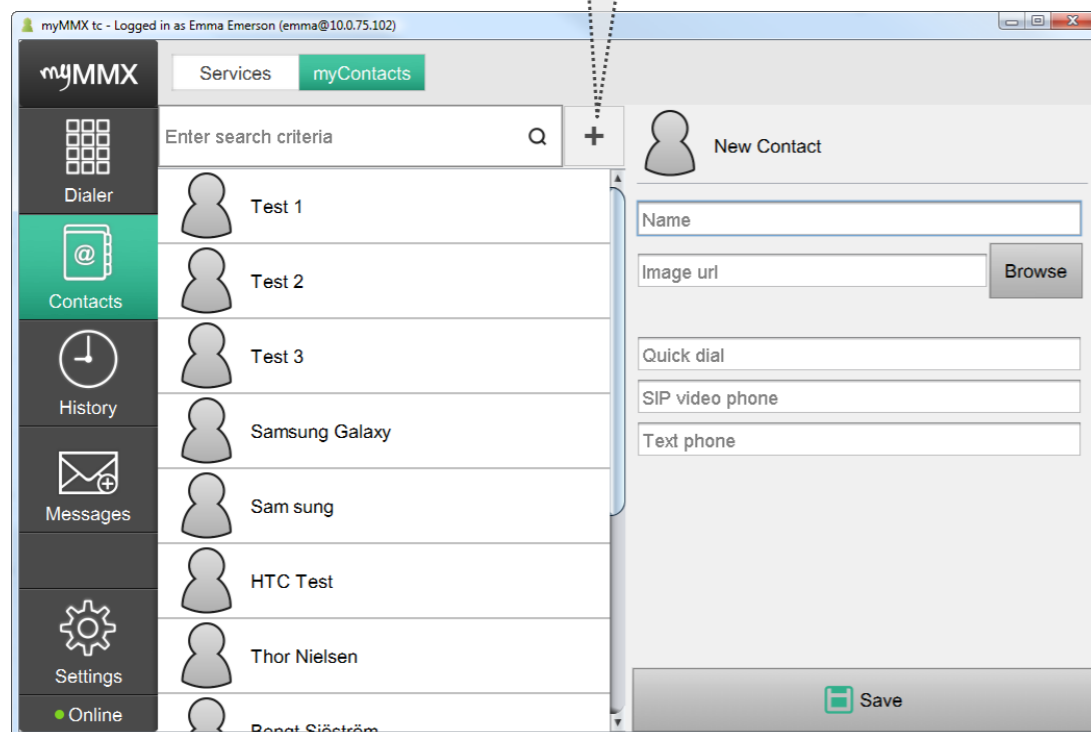 myMMX tc - Logged in as Emma Emerson (emma@10.0.75.102)
myMMX
Services
myContacts
Enter search criteria
+
New Contact
Dialer
Contacts
History
Messages
Settings
Online
Test 1
Test 2
Test 3
Samsung Galaxy
Sam sung
HTC Test
Thor Nielsen
Bengt Sjöström
Name
Image url
Browse
Quick dial
SIP video phone
Text phone
Save